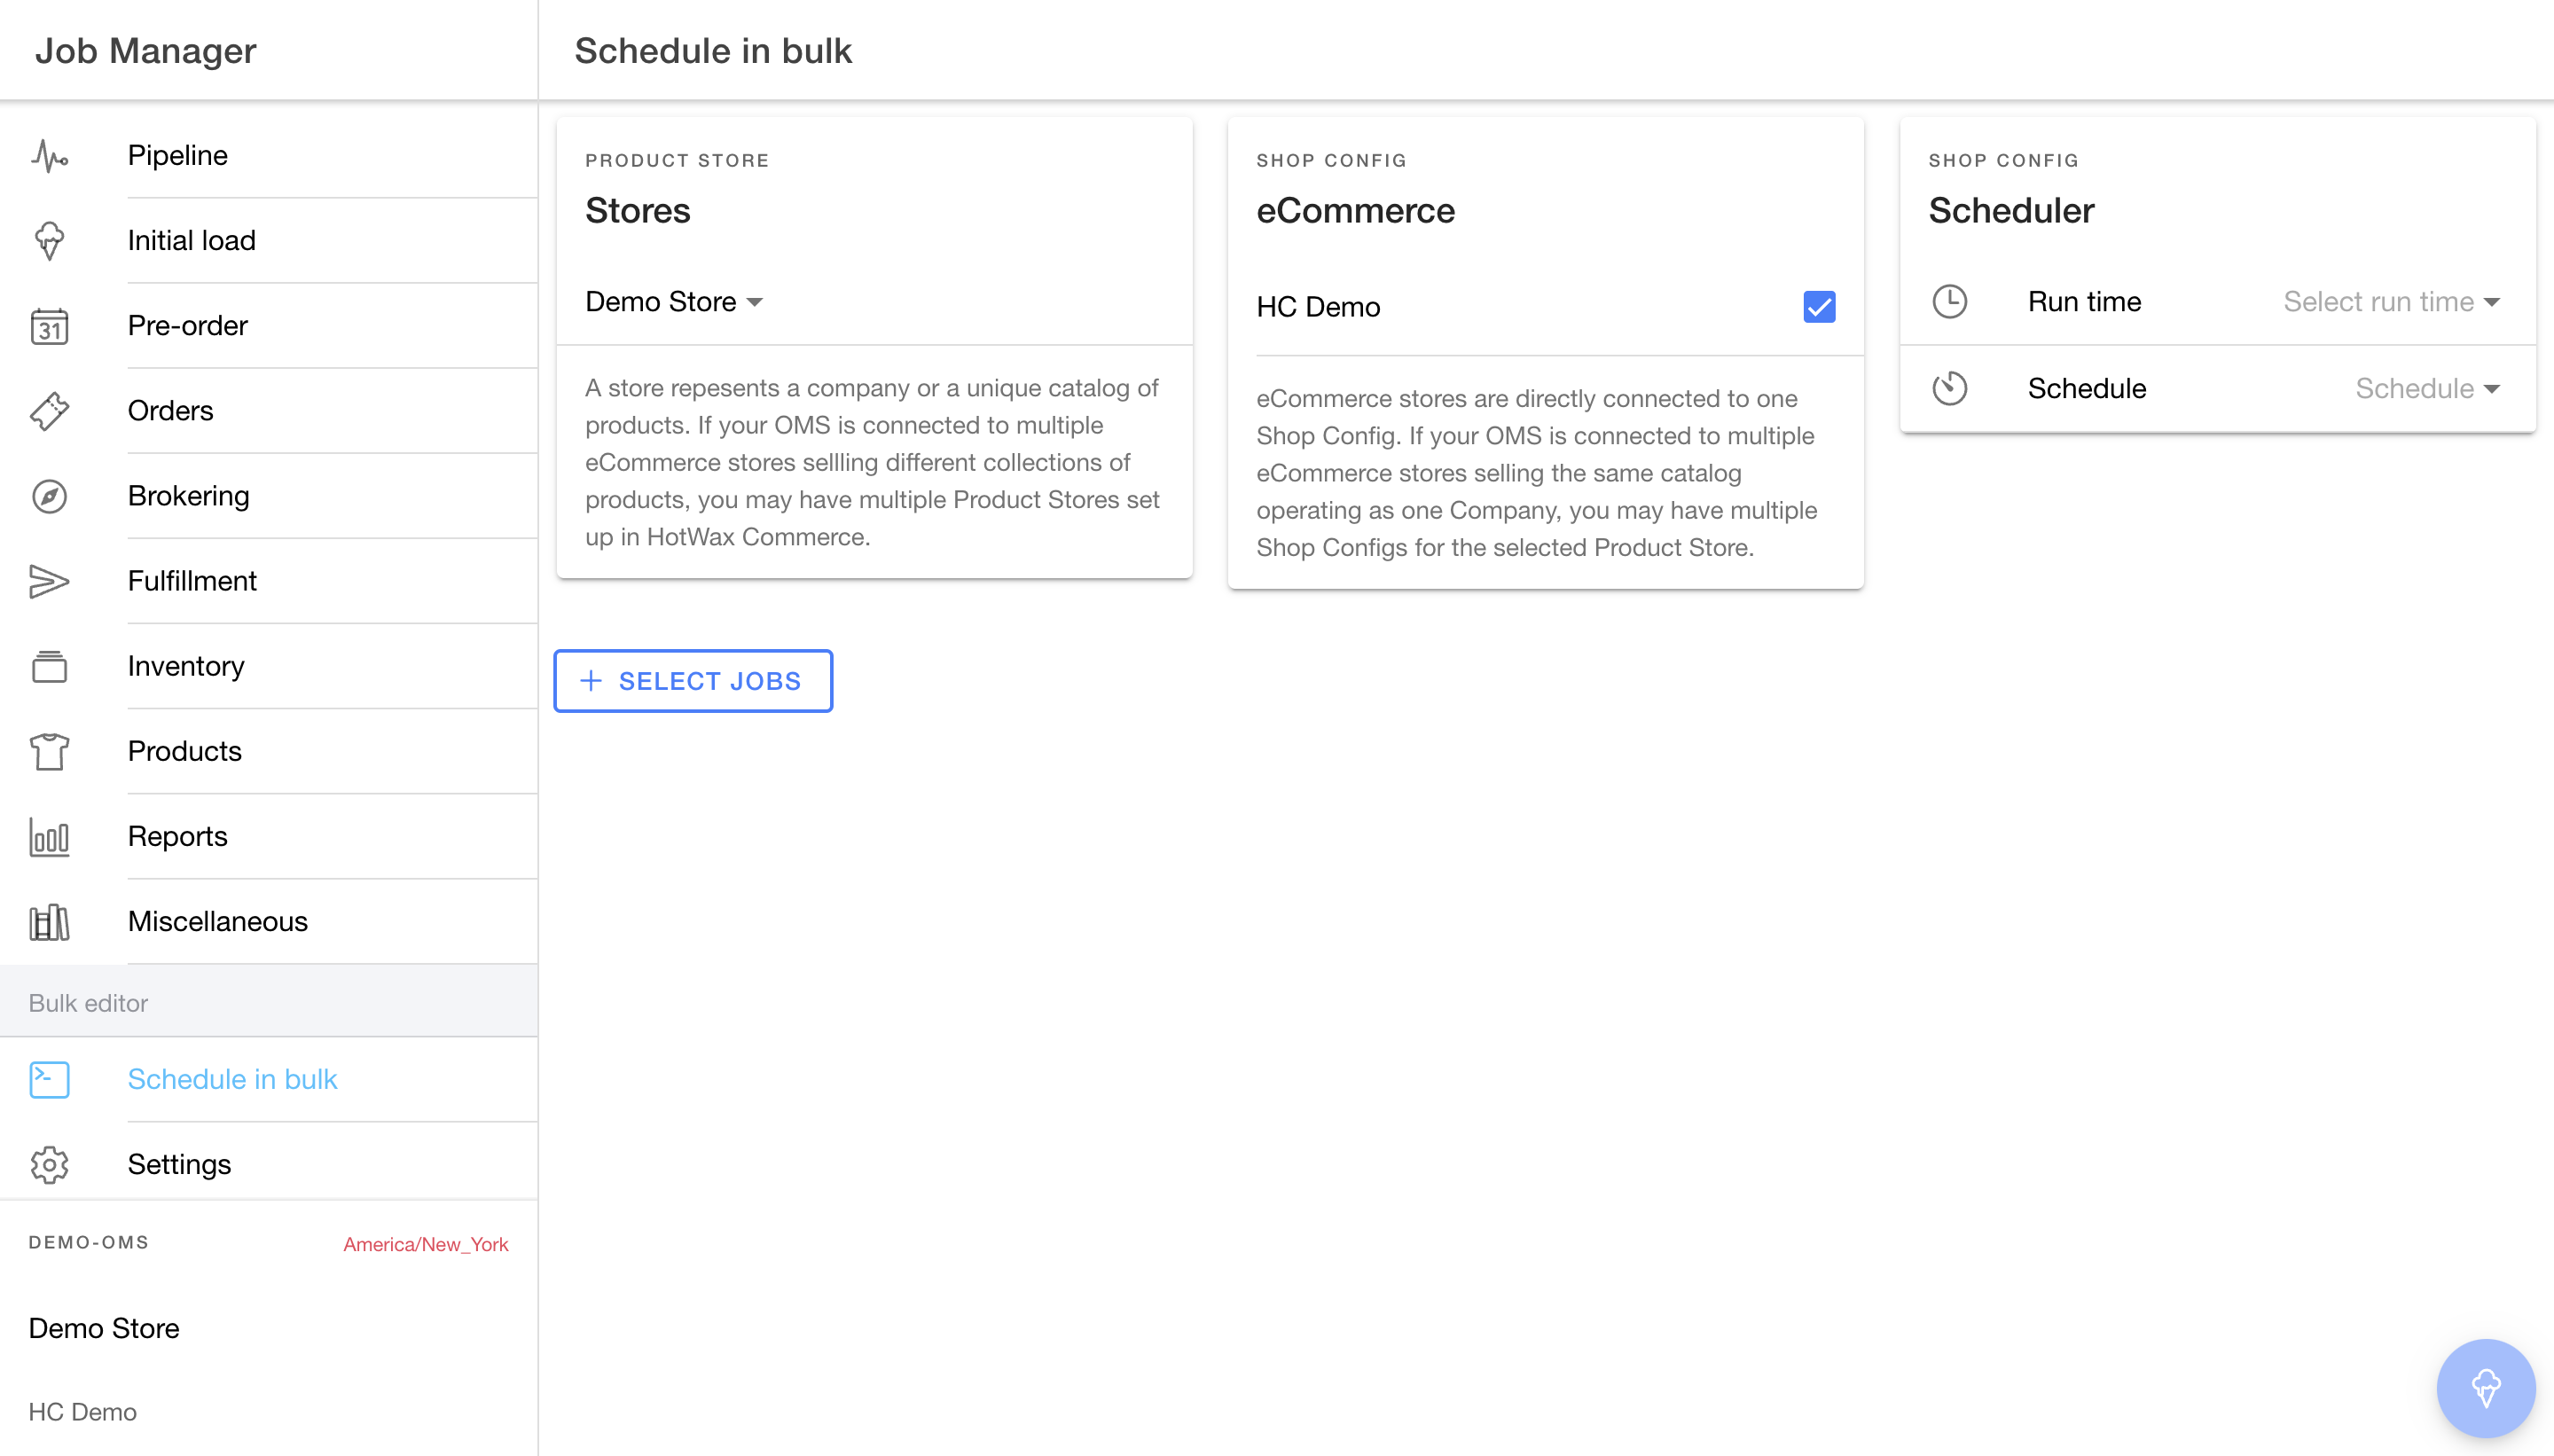 Job Manager
Pipeline
Initial load
31
Pre-order
Orders
Brokering
Fulfillment
Inventory
Products
Reports
Miscellaneous
Bulk editor
Schedule in bulk
Settings
DEMO-OMS
America/New_York
Demo Store
HC Demo
Schedule in bulk
PRODUCT STORE
Stores
Demo Store
A store repesents a company or a unique catalog of
products. If your OMS is connected to multiple
eCommerce stores sellling different collections of
products, you may have multiple Product Stores set
up in HotWax Commerce.
SHOP CONFIG
eCommerce
HC Demo
eCommerce stores are directly connected to one
Shop Config. If your OMS is connected to multiple
eCommerce stores selling the same catalog
operating as one Company, you may have multiple
Shop Configs for the selected Product Store.
SHOP CONFIG
Scheduler
Run time
Select run time
Schedule
Schedule
SELECT JOBS